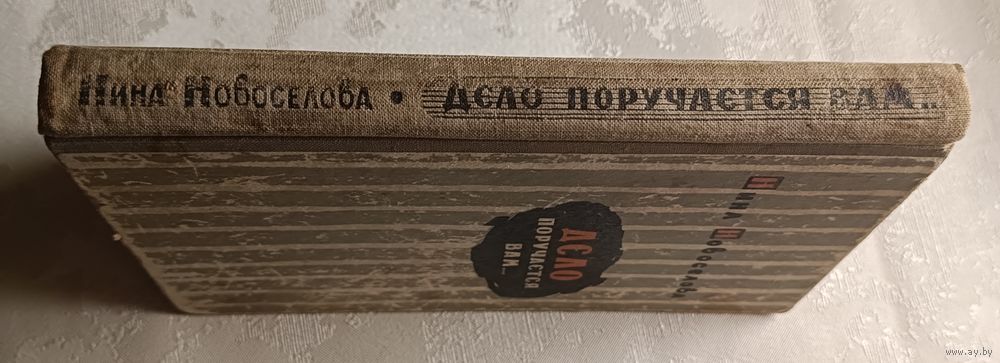 Нина Новоселова • Дело поручается вам...
Нина Новоселова
Дело
поручается
вам...
www.ay.by